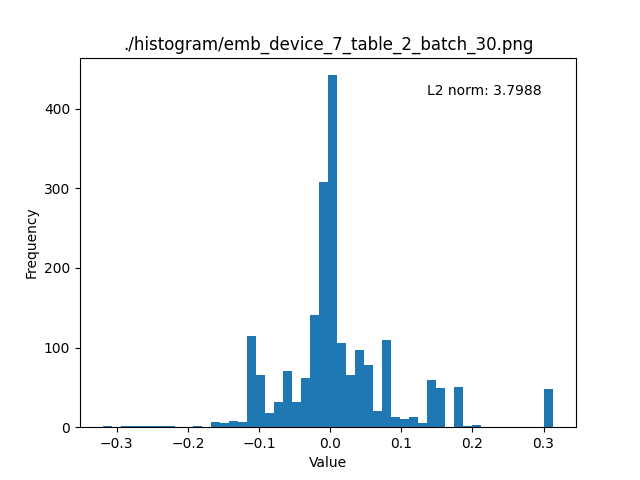 ./histogram/emb_device_7_table_2_batch_30.png
L2 norm: 3.7988
400
300
200
100
0
Frequency
−0.3 −0.2 −0.1 0.0 0.1 0.2 0.3
Value